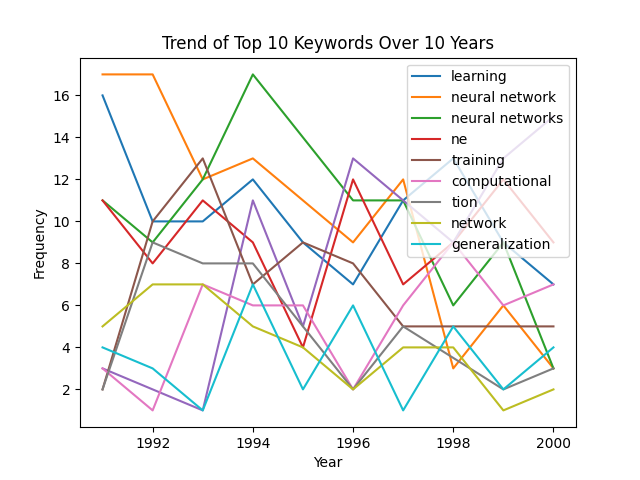 Trend of Top 10 Keywords Over 10 Years
learning
neural network
neural networks
ne
training
computational
tion
network
generalization
Frequency
16
14
12
10
8
6
4
2
1992
1994
1996
1998
2000
Year